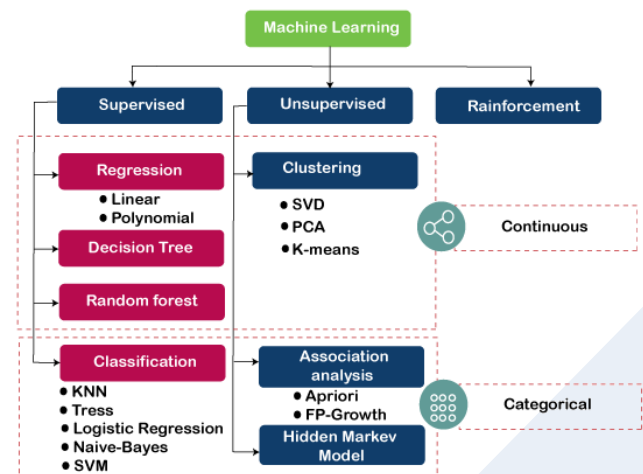 Machine Learning
Supervised
Unsupervised
Rainforcement
Regression
● Linear
● Polynomial
Decision Tree
Random forest
Clustering
● SVD
● PCA
● K-means
Continuous
Classification
● KNN
● Tress
● Logistic Regression
● Naive-Bayes
● SVM
Association
analysis
● Apriori
● FP-Growth
Hidden Markev
Model
Categorical